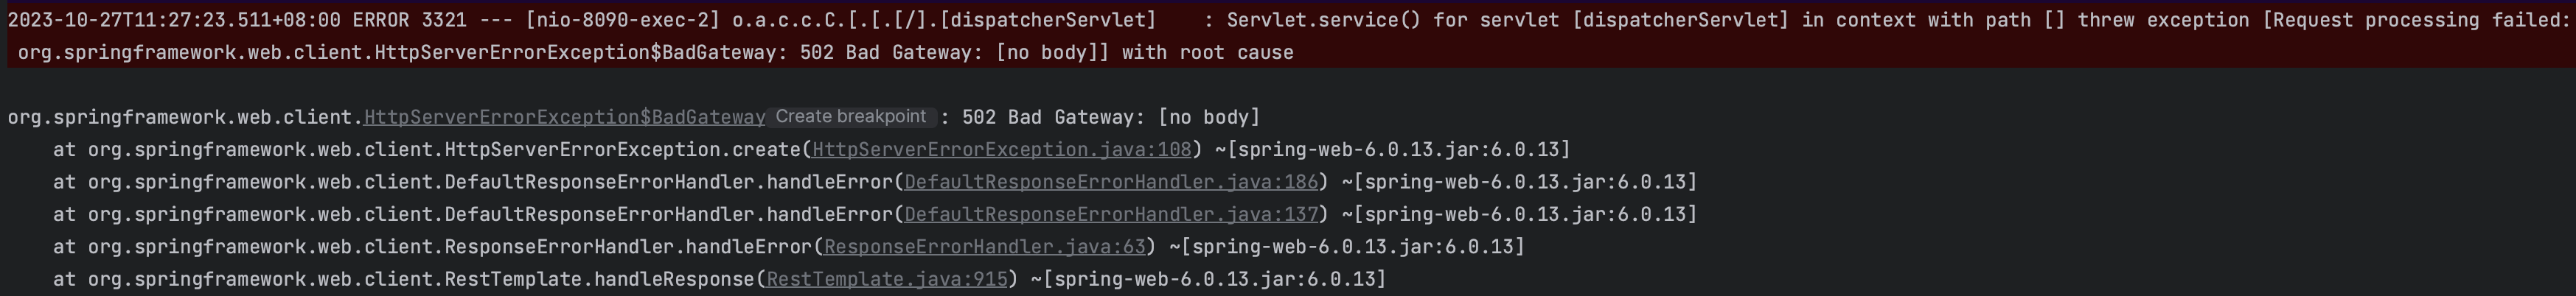 2023-10-27T11:27:23.511+08:00 ERROR 3321 --- [nio-8090-exec-2] o.a.c.c.C.[.[.[/].[dispatcherServlet]    : Servlet.service() for servlet [dispatcherServlet] in context with path [] threw exception [Request processing failed:
 org.springframework.web.client.HttpServerErrorException$BadGateway: 502 Bad Gateway: [no body]] with root cause
org.springframework.web.client.HttpServerErrorException$BadGateway Create breakpoint : 502 Bad Gateway: [no body]
    at org.springframework.web.client.HttpServerErrorException.create(HttpServerErrorException.java:108) ~[spring-web-6.0.13.jar:6.0.13]
    at org.springframework.web.client.DefaultResponseErrorHandler.handleError(DefaultResponseErrorHandler.java:186) ~[spring-web-6.0.13.jar:6.0.13]
    at org.springframework.web.client.DefaultResponseErrorHandler.handleError(DefaultResponseErrorHandler.java:137) ~[spring-web-6.0.13.jar:6.0.13]
    at org.springframework.web.client.ResponseErrorHandler.handleError(ResponseErrorHandler.java:63) ~[spring-web-6.0.13.jar:6.0.13]
    at org.springframework.web.client.RestTemplate.handleResponse(RestTemplate.java:915) ~[spring-web-6.0.13.jar:6.0.13]